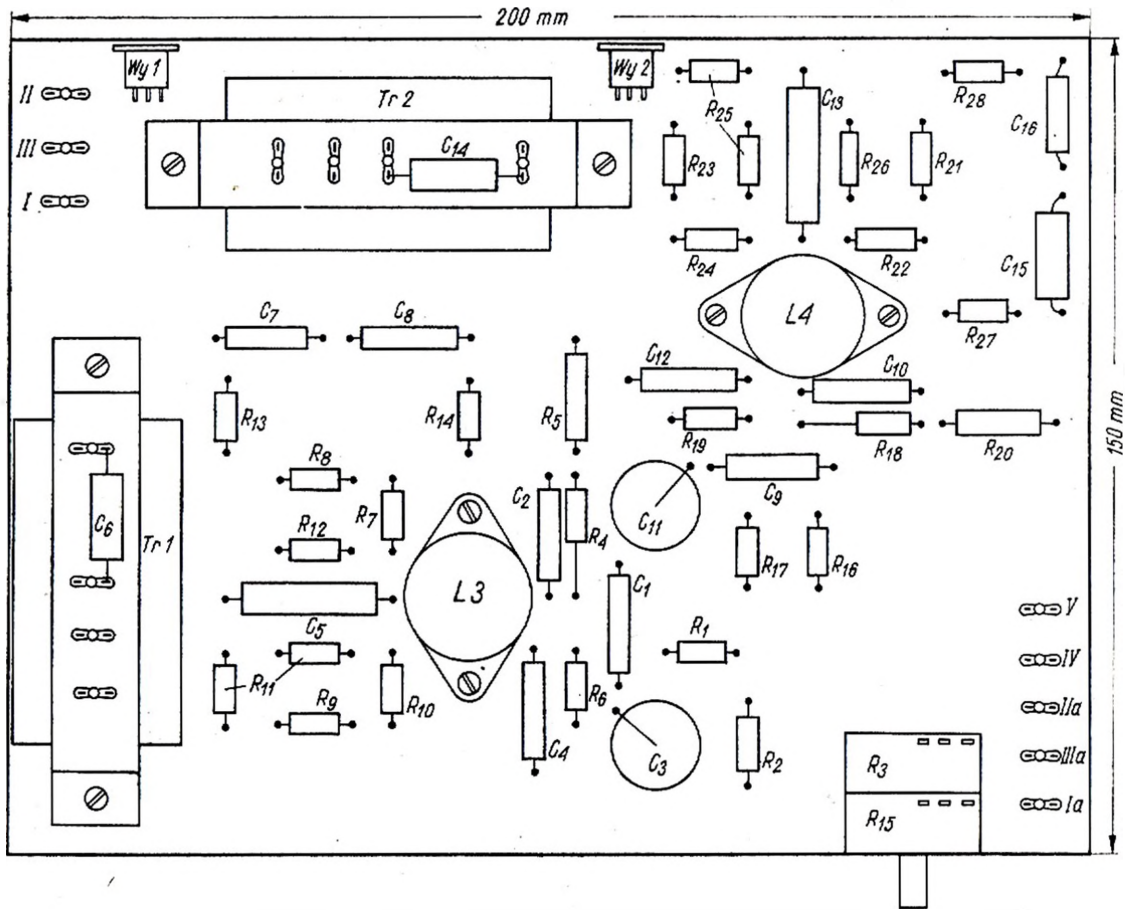 200 mm
Wy 1
Wy 2
II
Tr 2
R25
C13
R28
C16
III
C14
R23
R26
R21
I
R24
R22
C15
L4
C7
C8
R27
C12
C10
R13
R14
R5
R19
R18
R20
150 mm
R8
C9
C2
R7
C6
R12
R4
C11
Tr 1
R17
R16
L3
C1
V
C5
R1
IV
R11
R10
R6
R9
IIa
C4
C3
R2
R3
IIIa
Ia
R15